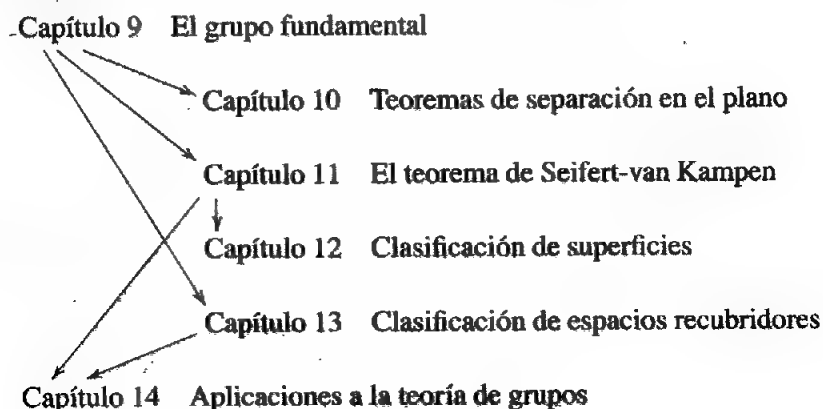 Capítulo 9 El grupo fundamental
Capítulo 10 Teoremas de separación en el plano
Capítulo 11 El teorema de Seifert-van Kampen
Capítulo 12 Clasificación de superficies
Capítulo 13 Clasificación de espacios recubridores
Capítulo 14 Aplicaciones a la teoría de grupos